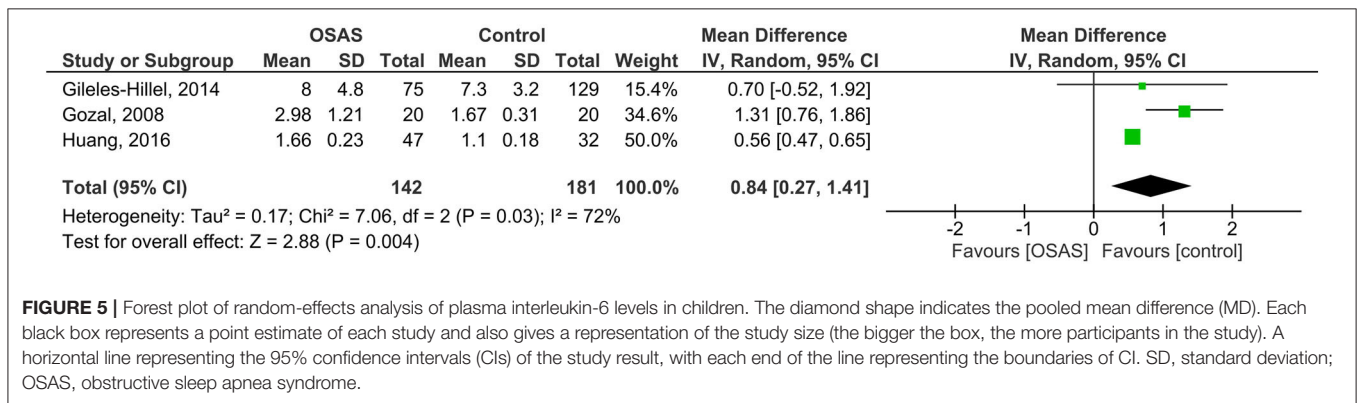 OSAS Control Mean Difference Mean Difference
Study or Subgroup Mean SD Total Mean SD Total Weight IV, Random, 95% CI IV, Random, 95% CI
Gileles-Hillel, 2014 8 4.8 75 7.3 3.2 129 15.4% 0.70 [-0.52, 1.92]
Gozal, 2008 2.98 1.21 20 1.67 0.31 20 34.6% 1.31 [0.76, 1.86]
Huang, 2016 1.66 0.23 47 1.1 0.18 32 50.0% 0.56 [0.47, 0.65]
Total (95% CI) 142 181 100.0% 0.84 [0.27, 1.41]
Heterogeneity: Tau² = 0.17; Chi² = 7.06, df = 2 (P = 0.03); I² = 72%
Test for overall effect: Z = 2.88 (P = 0.004)
-2 -1 0 1 2
Favours [OSAS] Favours [control]
FIGURE 5 | Forest plot of random-effects analysis of plasma interleukin-6 levels in children. The diamond shape indicates the pooled mean difference (MD). Each
black box represents a point estimate of each study and also gives a representation of the study size (the bigger the box, the more participants in the study). A
horizontal line representing the 95% confidence intervals (CIs) of the study result, with each end of the line representing the boundaries of CI. SD, standard deviation;
OSAS, obstructive sleep apnea syndrome.